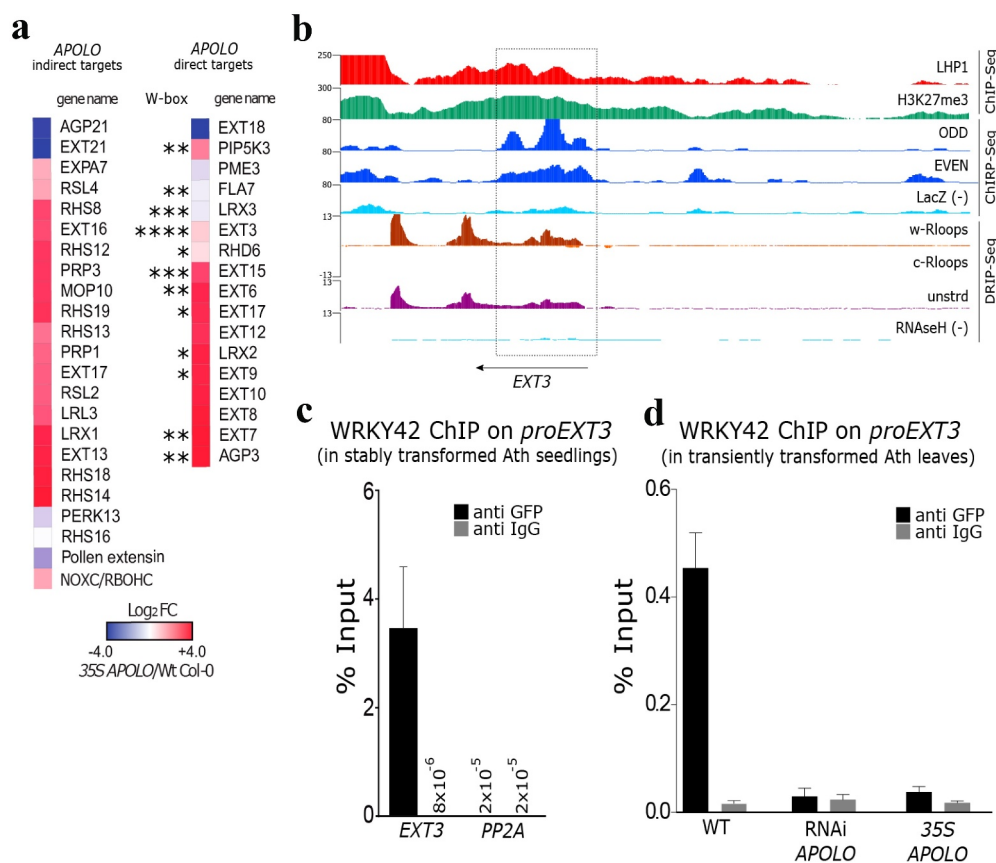 a
APOLO
indirect targets
APOLO
direct targets
gene name
W-box
gene name
AGP21
EXT21
EXPA7
RSL4
RHS8
EXT16
RHS12
PRP3
MOP10
RHS19
RHS13
PRP1
EXT17
RSL2
LRL3
LRX1
EXT13
RHS18
RHS14
PERK13
RHS16
Pollen extensin
NOXC/RBOHC
**
**
***
****
*
***
**
*
*
*
**
**
EXT18
PIP5K3
PME3
FLA7
LRX3
EXT3
RHD6
EXT15
EXT6
EXT17
EXT12
LRX2
EXT9
EXT10
EXT8
EXT7
AGP3
Log₂ FC
-4.0 +4.0
35S APOLO/Wt Col-0
b
250
LHP1
300
H3K27me3
80
ODD
80
EVEN
80
LacZ (-)
13
w-Rloops
-13
c-Rloops
13
unstrd
13
RNAseH (-)
ChIP-Seq
ChIRP-Seq
DRIP-Seq
EXT3
c
WRKY42 ChIP on proEXT3
(in stably transformed Ath seedlings)
anti GFP
anti IgG
% Input
6
4
2
0
8x10⁻⁶
2x10⁻⁵
2x10⁻⁵
EXT3 PP2A
d
WRKY42 ChIP on proEXT3
(in transiently transformed Ath leaves)
anti GFP
anti IgG
% Input
0.6
0.4
0.2
0.0
WT
RNAi
APOLO
35S
APOLO